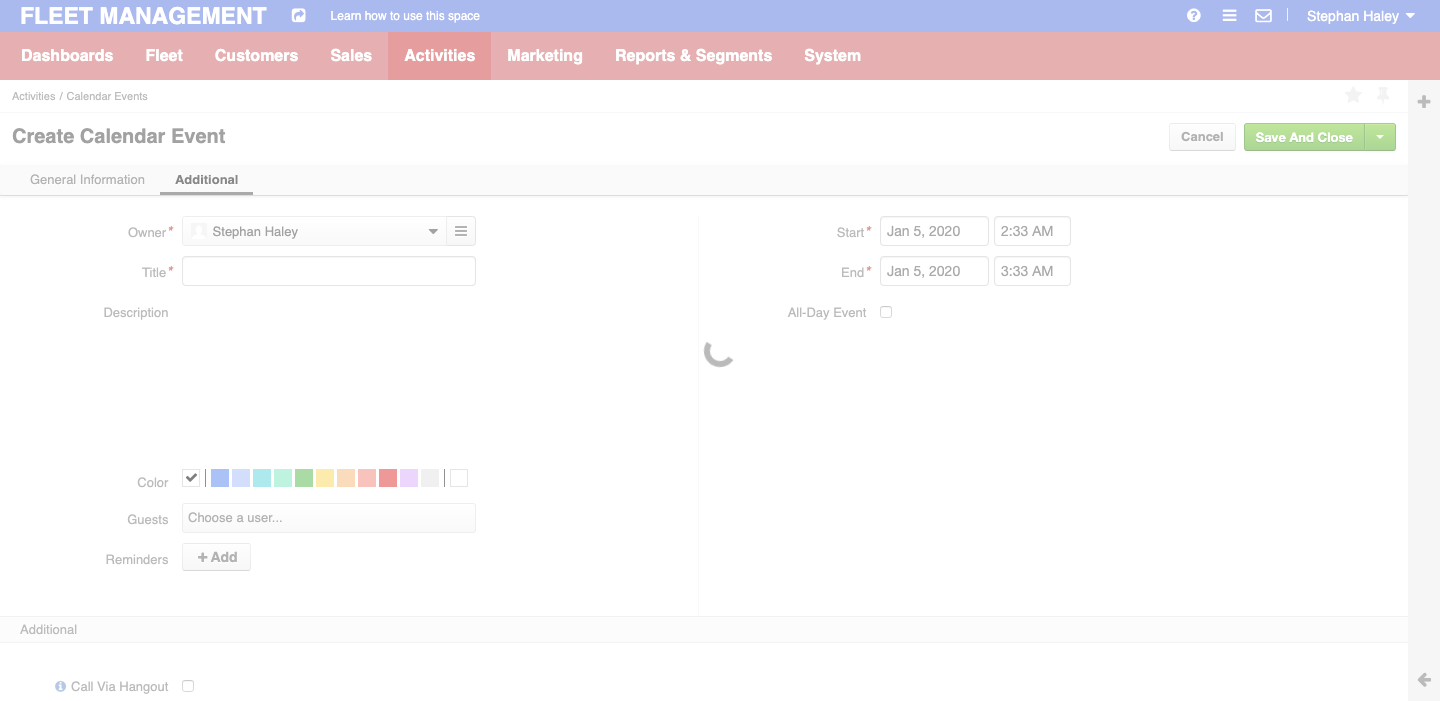 FLEET MANAGEMENT Learn how to use this space Stephan Haley
Dashboards Fleet Customers Sales Activities Marketing Reports & Segments System
Activities / Calendar Events
Create Calendar Event Cancel Save And Close
General Information Additional
Owner* Stephan Haley Start* Jan 5, 2020 2:33 AM
Title* End* Jan 5, 2020 3:33 AM
Description All-Day Event
Color
Guests Choose a user...
Reminders + Add
Additional
Call Via Hangout